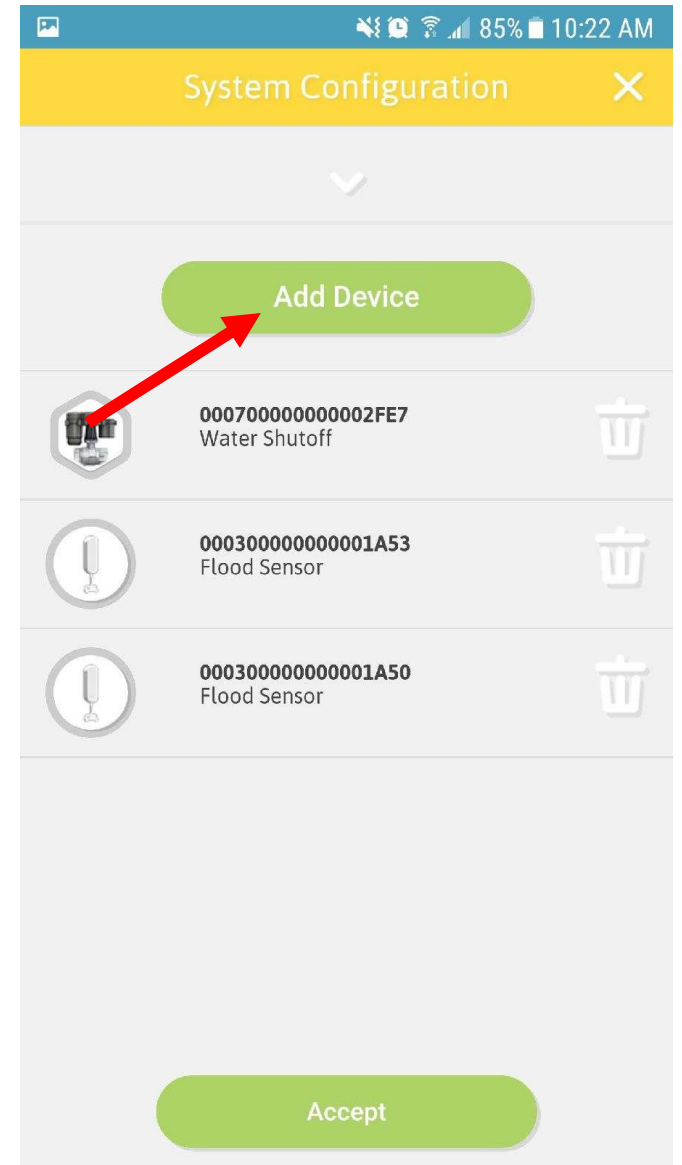 85% 10:22 AM
System Configuration
Add Device
000700000000002FE7
Water Shutoff
000300000000001A53
Flood Sensor
000300000000001A50
Flood Sensor
Accept